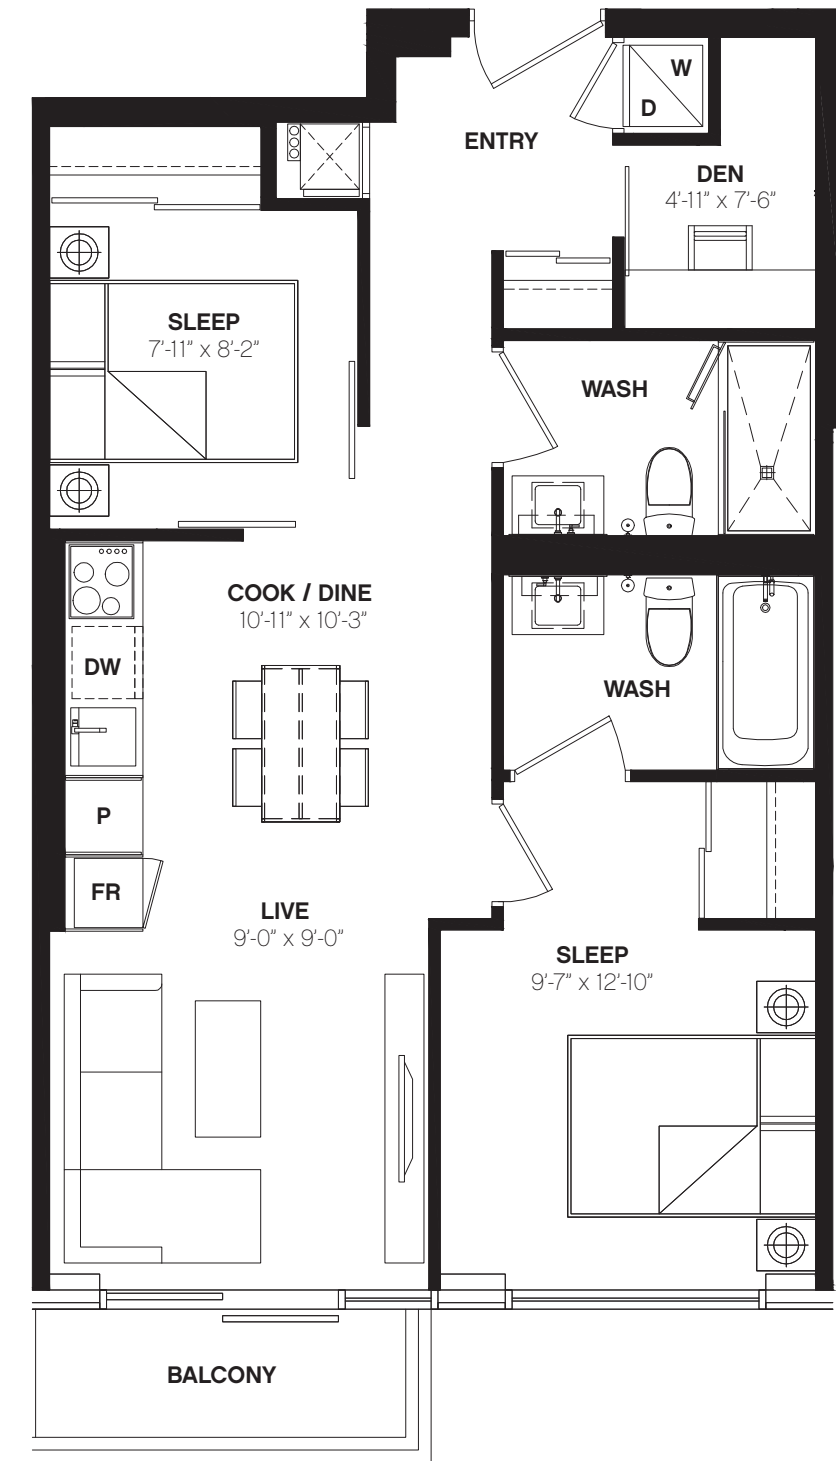 W
D
ENTRY
DEN
4'-11" x 7'-6"
SLEEP
7'-11" x 8'-2"
WASH
COOK / DINE
10'-11" x 10'-3"
DW
WASH
P
FR
LIVE
9'-0" x 9'-0"
SLEEP
9'-7" x 12'-10"
BALCONY